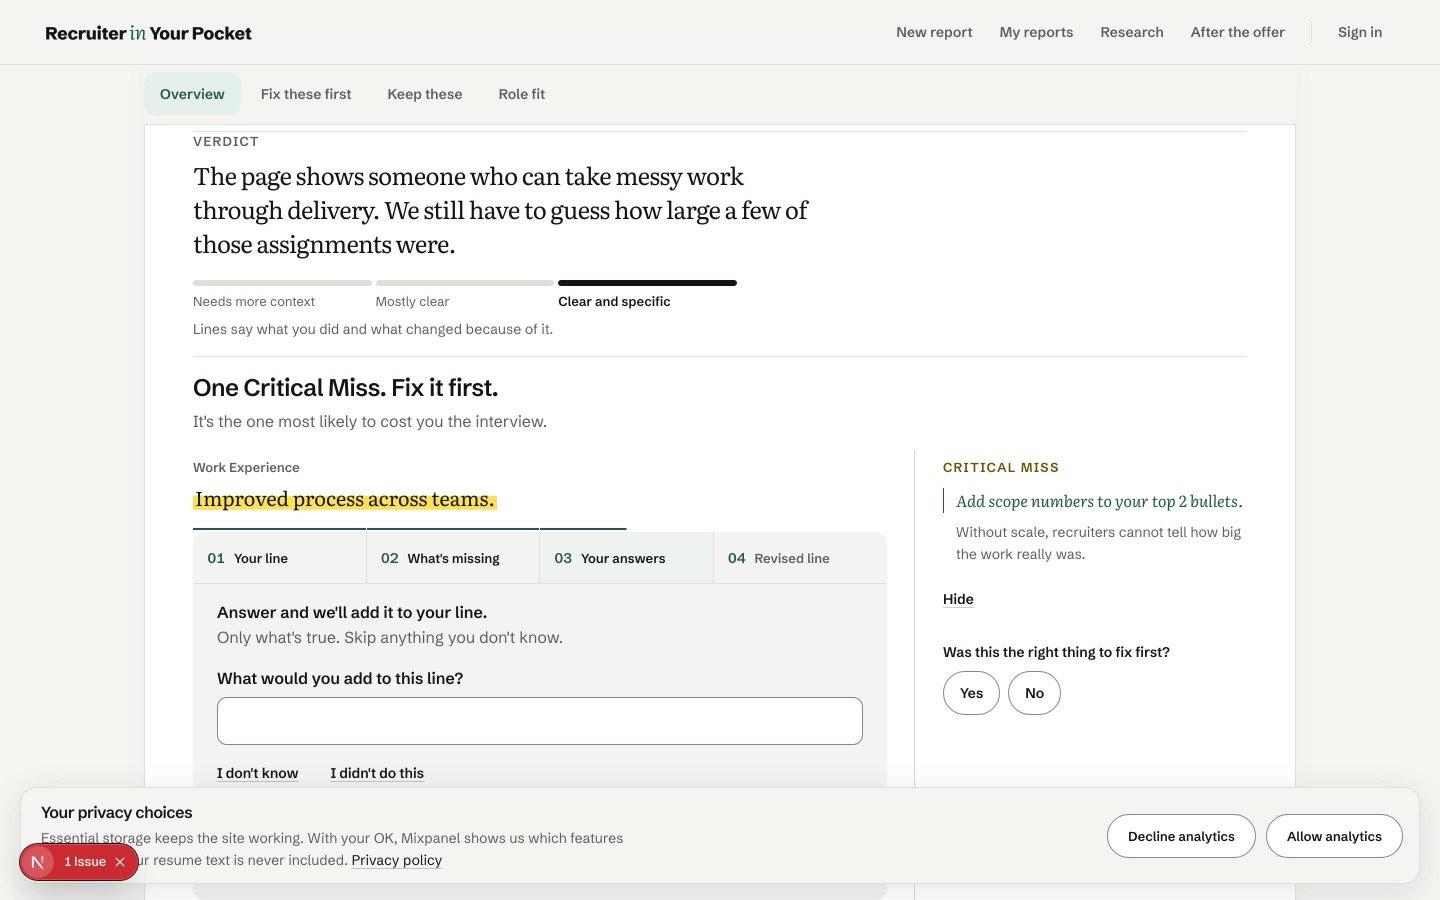 Recruiter in Your Pocket
New report
My reports
Research
After the offer
Sign in
Overview
Fix these first
Keep these
Role fit
VERDICT
The page shows someone who can take messy work
through delivery. We still have to guess how large a few of
those assignments were.
Needs more context
Mostly clear
Clear and specific
Lines say what you did and what changed because of it.
One Critical Miss. Fix it first.
It's the one most likely to cost you the interview.
Work Experience
Improved process across teams.
01 Your line
02 What's missing
03 Your answers
04 Revised line
Answer and we'll add it to your line.
Only what's true. Skip anything you don't know.
What would you add to this line?
I don't know
I didn't do this
CRITICAL MISS
Add scope numbers to your top 2 bullets.
Without scale, recruiters cannot tell how big
the work really was.
Hide
Was this the right thing to fix first?
Yes
No
Your privacy choices
Essential storage keeps the site working. With your OK, Mixpanel shows us which features
resume text is never included. Privacy policy
Decline analytics
Allow analytics
N
1 Issue